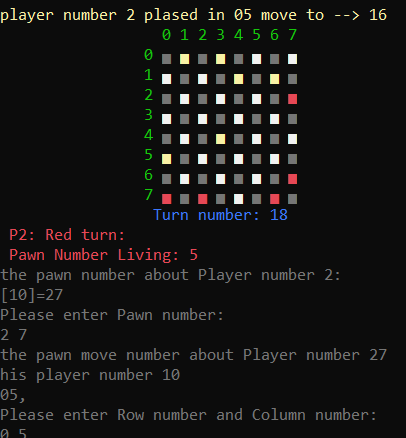 player number 2 plased in 05 move to --> 16
0 1 2 3 4 5 6 7
0
1
2
3
4
5
6
7
Turn number: 18
P2: Red turn:
Pawn Number Living: 5
the pawn number about Player number 2:
[10]=27
Please enter Pawn number:
2 7
the pawn move number about Player number 27
his player number 10
05,
Please enter Row number and Column number:
0 5